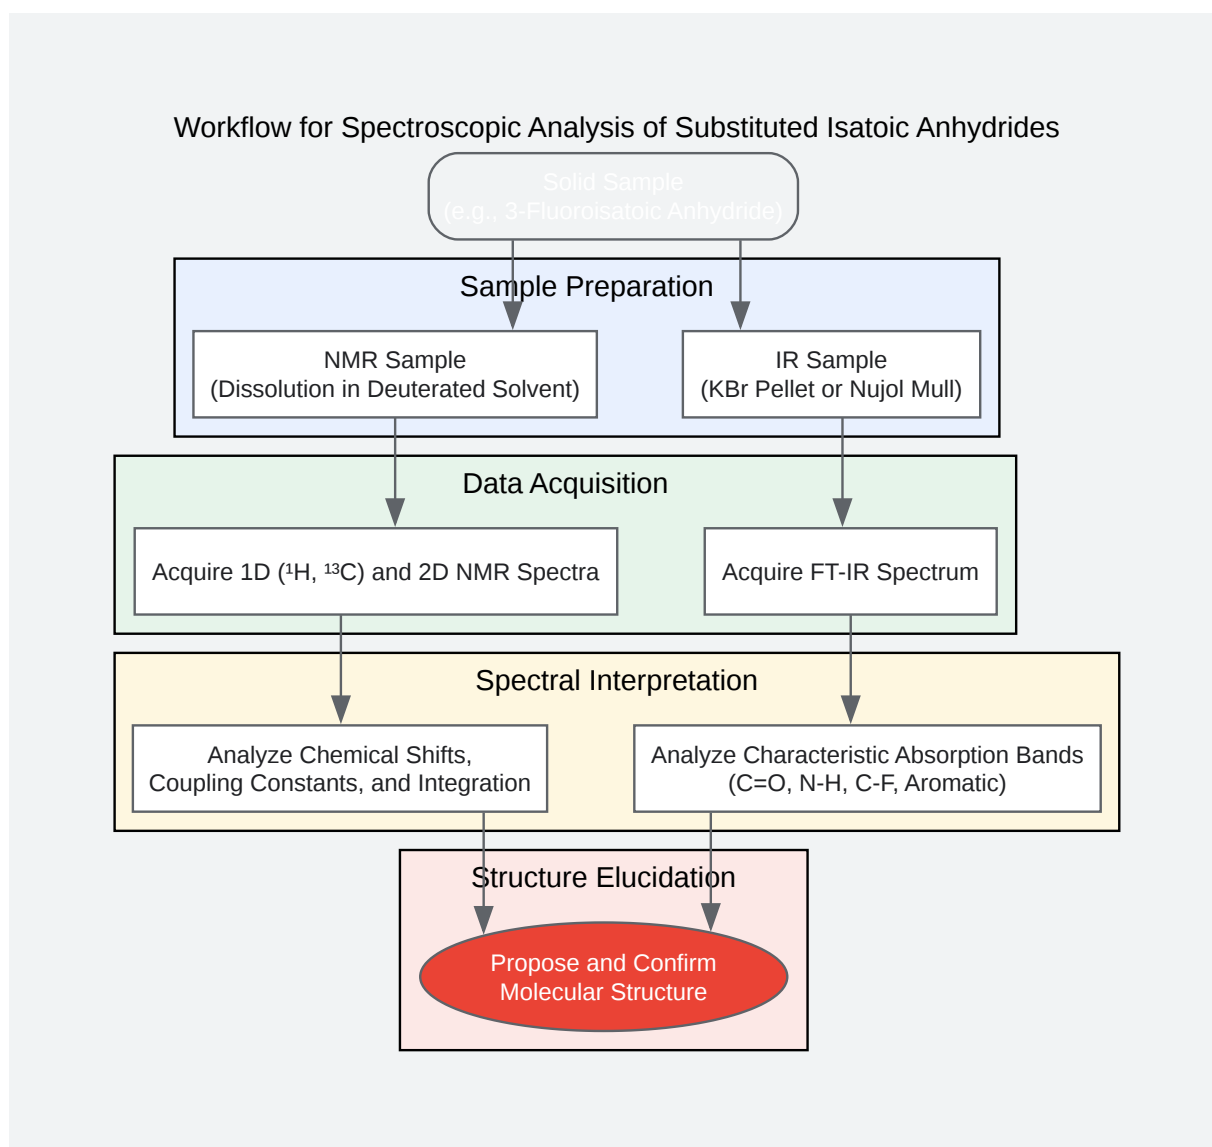 Workflow for Spectroscopic Analysis of Substituted Isatoic Anhydrides
Solid Sample
(e.g., 3-Fluoroisatoic Anhydride)
Sample Preparation
NMR Sample
(Dissolution in Deuterated Solvent)
IR Sample
(KBr Pellet or Nujol Mull)
Data Acquisition
Acquire 1D (¹H, ¹³C) and 2D NMR Spectra
Acquire FT-IR Spectrum
Spectral Interpretation
Analyze Chemical Shifts,
Coupling Constants, and Integration
Analyze Characteristic Absorption Bands
(C=O, N-H, C-F, Aromatic)
Structure Elucidation
Propose and Confirm
Molecular Structure